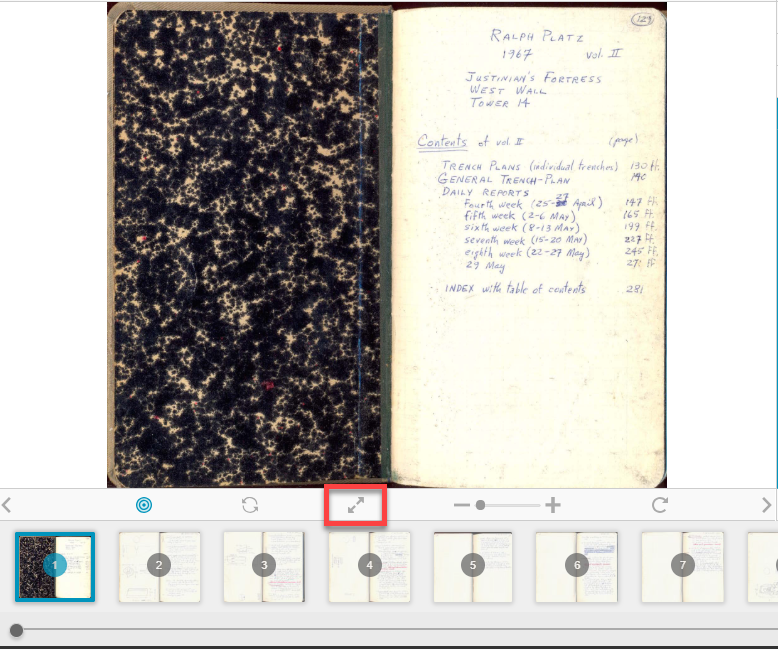 129
RALPH PLATZ
1967 vol. II
JUSTINIAN'S FORTRESS
WEST WALL
TOWER 14
Contents of vol. II (page)
TRENCH PLANS (individual trenches) 130 ff.
GENERAL TRENCH-PLAN 140
DAILY REPORTS
Fourth week (25-27 April) 147 ff.
fifth week (2-6 MAY) 165 ff.
sixth week (8-13 MAY) 199 ff.
seventh week (15-20 MAY) 227 ff.
eighth week (22-27 May) 245 ff.
29 May 271 ff
INDEX with table of contents 281
1 2 3 4 5 6 7